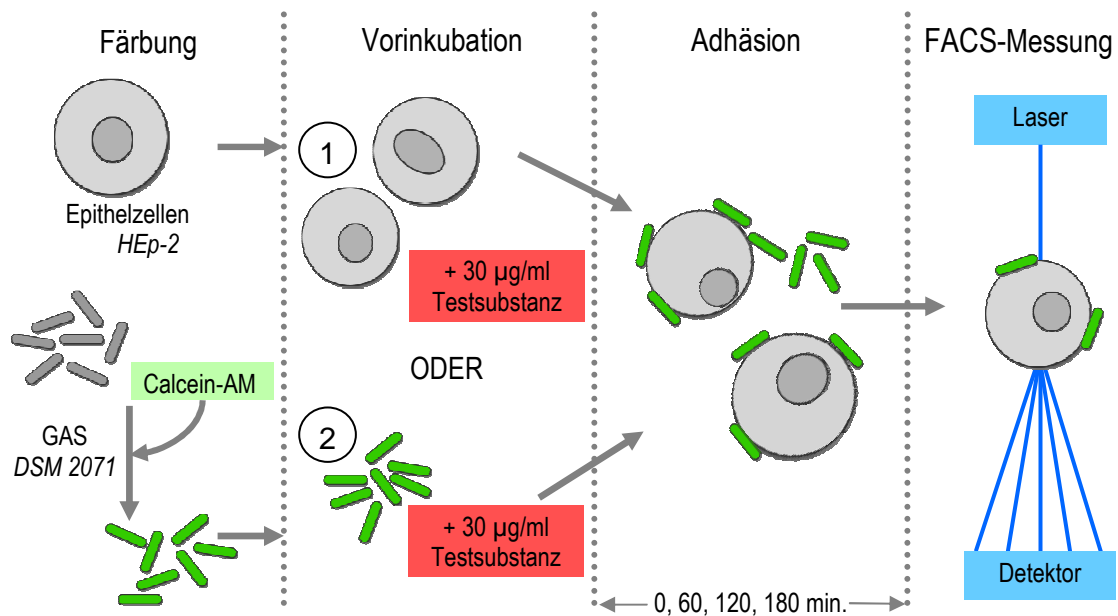 Färbung
Vorinkubation
Adhäsion
FACS-Messung
Epithelzellen
HEp-2
Calcein-AM
GAS
DSM 2071
1
+ 30 µg/ml
Testsubstanz
ODER
2
+ 30 µg/ml
Testsubstanz
0, 60, 120, 180 min.
Laser
Detektor